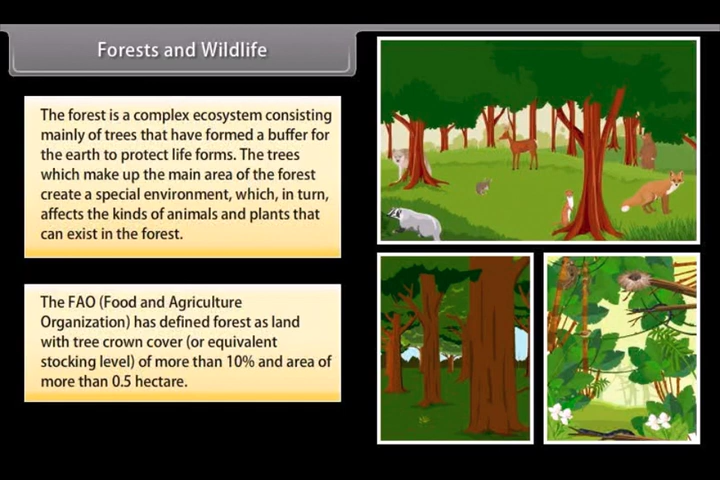 Forests and Wildlife
The forest is a complex ecosystem consisting
mainly of trees that have formed a buffer for
the earth to protect life forms. The trees
which make up the main area of the forest
create a special environment, which, in turn,
affects the kinds of animals and plants that
can exist in the forest.
The FAO (Food and Agriculture
Organization) has defined forest as land
with tree crown cover (or equivalent
stocking level) of more than 10% and area of
more than 0.5 hectare.